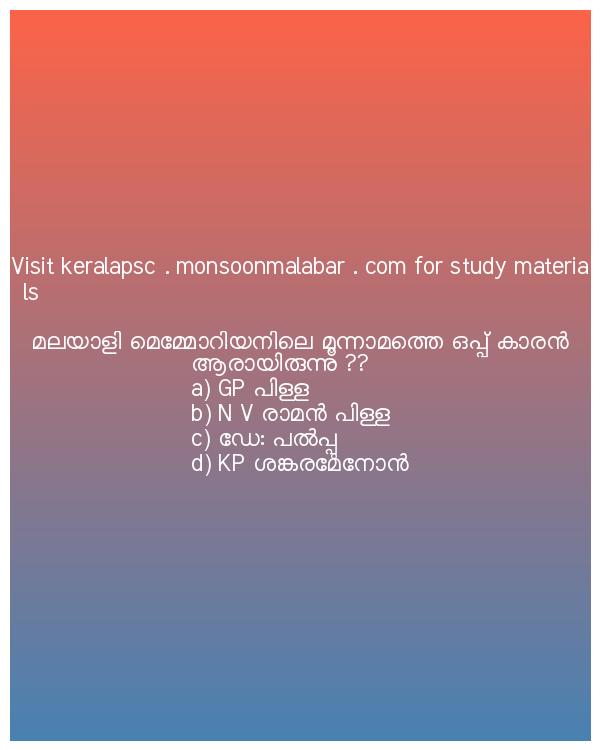 Visit keralapsc . monsoonmalabar . com for study materia
ls
മലയാളി മെമ്മോറിയനിലെ മൂന്നാമത്തെ ഒപ്പ് കാരൻ
ആരായിരുന്നു ??
a) GP പിള്ള
b) N V രാമൻ പിള്ള
c) ഡേ: പൽപ്പു
d) KP ശങ്കരമേനോൻ